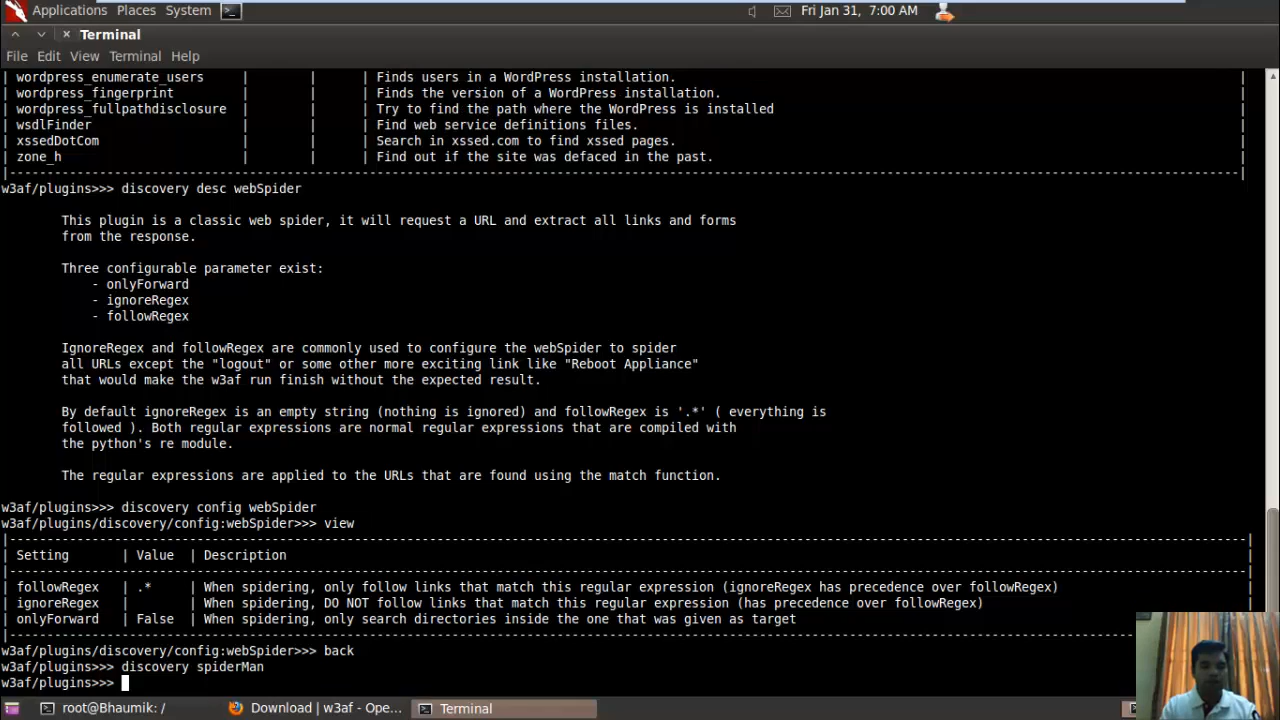 Applications Places System Fri Jan 31, 7:00 AM
Terminal
File Edit View Terminal Help
| wordpress_enumerate_users | | | Finds users in a WordPress installation. |
| wordpress_fingerprint | | | Finds the version of a WordPress installation. |
| wordpress_fullpathdisclosure | | | Try to find the path where the WordPress is installed |
| wsdlFinder | | | Find web service definitions files. |
| xssedDotCom | | | Search in xssed.com to find xssed pages. |
| zone_h | | | Find out if the site was defaced in the past. |
w3af/plugins>>> discovery desc webSpider
This plugin is a classic web spider, it will request a URL and extract all links and forms
from the response.
Three configurable parameter exist:
- onlyForward
- ignoreRegex
- followRegex
IgnoreRegex and followRegex are commonly used to configure the webSpider to spider
all URLs except the "logout" or some other more exciting link like "Reboot Appliance"
that would make the w3af run finish without the expected result.
By default ignoreRegex is an empty string (nothing is ignored) and followRegex is '.*' ( everything is
followed ). Both regular expressions are normal regular expressions that are compiled with
the python's re module.
The regular expressions are applied to the URLs that are found using the match function.
w3af/plugins>>> discovery config webSpider
w3af/plugins/discovery/config:webSpider>>> view
| Setting | Value | Description |
| followRegex | .* | When spidering, only follow links that match this regular expression (ignoreRegex has precedence over followRegex) |
| ignoreRegex | | When spidering, DO NOT follow links that match this regular expression (has precedence over followRegex) |
| onlyForward | False | When spidering, only search directories inside the one that was given as target
w3af/plugins/discovery/config:webSpider>>> back
w3af/plugins>>> discovery spiderMan
w3af/plugins>>>
root@Bhaumik: / Download | w3af - Ope... Terminal